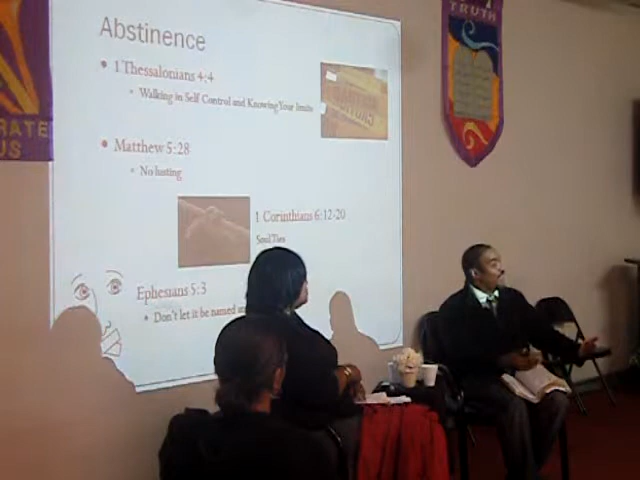 TRUTH
Abstinence
1 Thessalonians 4:4
Walking in Self Control and Knowing Your limits
CAUTION
Matthew 5:28
No lusting
1 Corinthians 6:12-20
Soul Ties
Ephesians 5:3
Don't let it be named
RATE
US